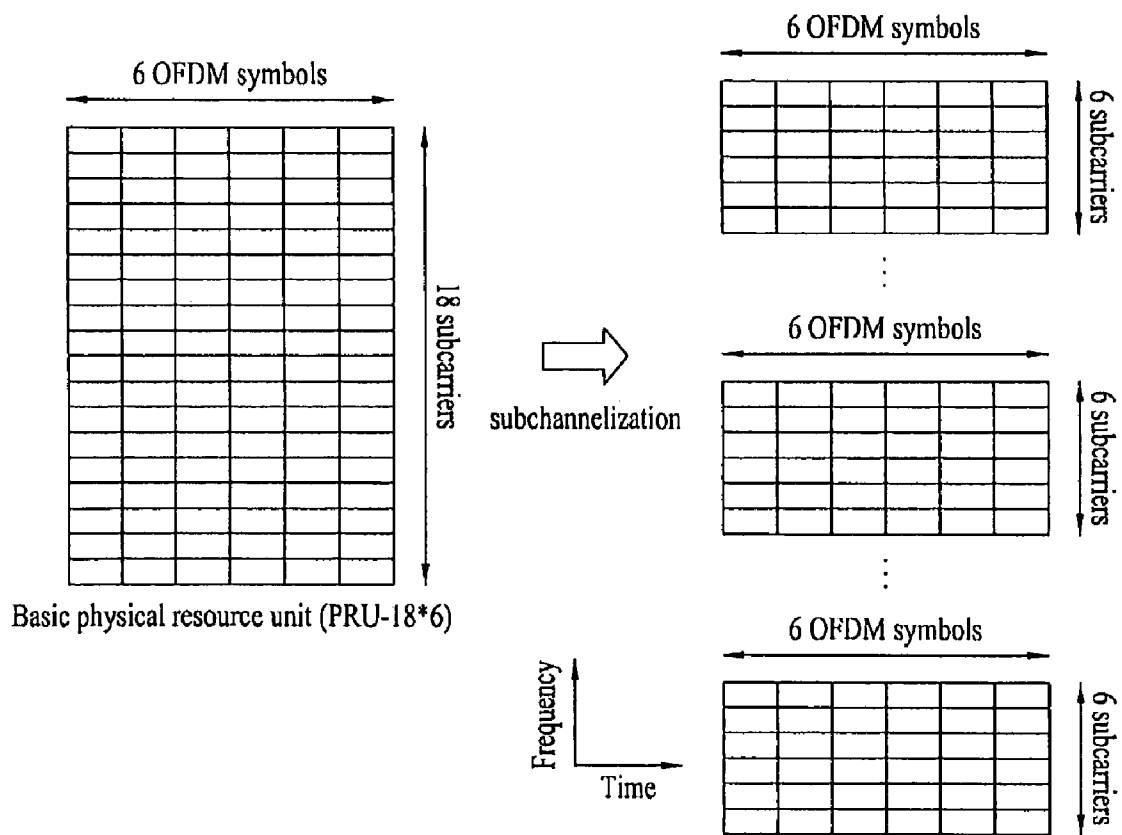 6 OFDM symbols
18 subcarriers
Basic physical resource unit (PRU-18*6)
subchannelization
6 OFDM symbols
6 subcarriers
6 OFDM symbols
6 subcarriers
6 OFDM symbols
6 subcarriers
Frequency
Time